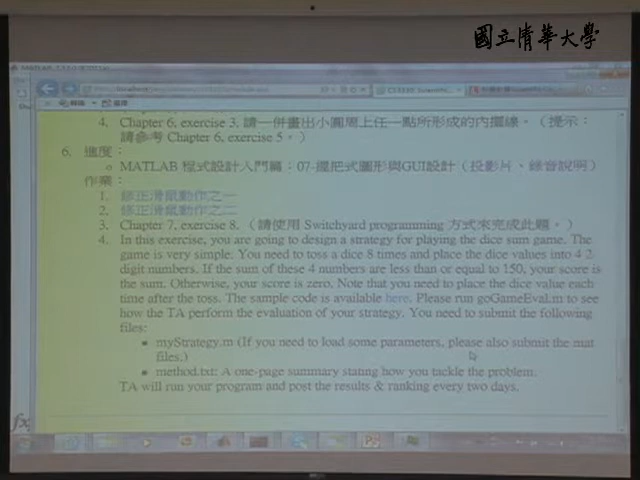 國立清華大學
4. Chapter 6, exercise 3. 請一併畫出小圓周上任一點所形成的內擺線。（提示：
請參考 Chapter 6, exercise 5。）
6. 進度：
MATLAB 程式設計入門篇：07-握把式圖形與GUI設計（投影片、錄音說明）
作業：
1. 修正滑鼠動作之一
2. 修正滑鼠動作之二
3. Chapter 7, exercise 8. （請使用 Switchyard programming 方式來完成此題。）
4. In this exercise, you are going to design a strategy for playing the dice sum game. The
game is very simple. You need to toss a dice 8 times and place the dice values into 4 2-
digit numbers. If the sum of these 4 numbers are less than or equal to 150, your score is
the sum. Otherwise, your score is zero. Note that you need to place the dice value each
time after the toss. The sample code is available here. Please run goGameEval.m to see
how the TA perform the evaluation of your strategy. You need to submit the following
files:
myStrategy.m (If you need to load some parameters, please also submit the mat
files.)
method.txt: A one-page summary stating how you tackle the problem.
TA will run your program and post the results & ranking every two days.
fx